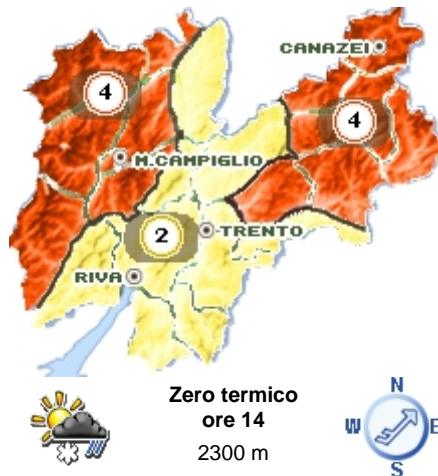 CANAZEI
4
4
M.CAMPIGLIO
2
TRENTO
RIVA
Zero termico
ore 14
2300 m
N
W E
S